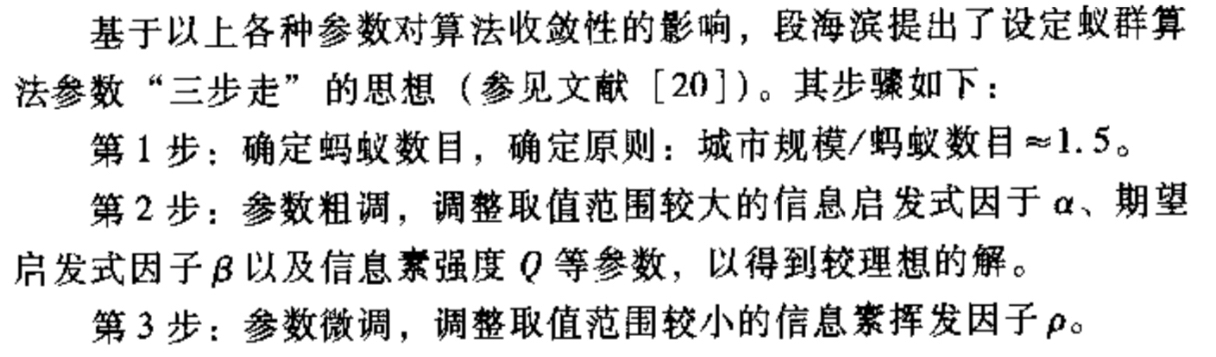 基于以上各种参数对算法收敛性的影响，段海滨提出了设定蚁群算
法参数“三步走”的思想（参见文献［20］）。其步骤如下：
第1步：确定蚂蚁数目，确定原则：城市规模/蚂蚁数目≈1.5。
第2步：参数粗调，调整取值范围较大的信息启发式因子α、期望
启发式因子β以及信息素强度Q等参数，以得到较理想的解。
第3步：参数微调，调整取值范围较小的信息素挥发因子ρ。